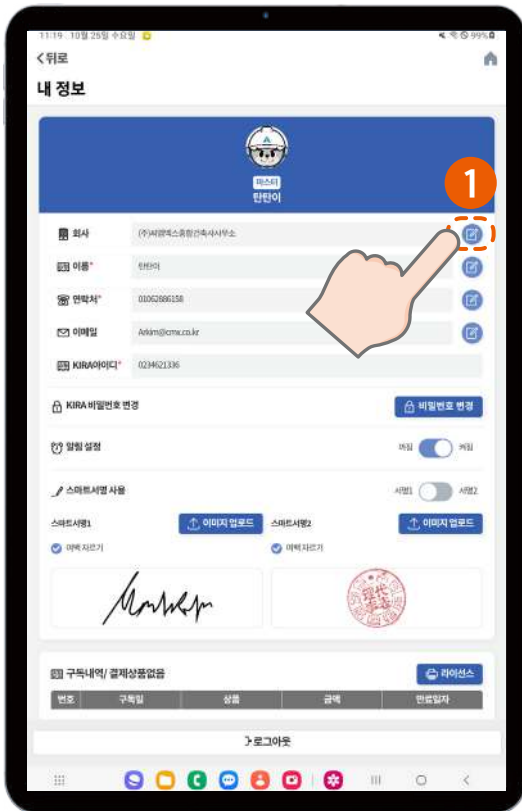 11:19 10월 25일 수요일 99%
뒤로
내 정보
마스터
탄탄이
1
회사 (주)씨엠엑스종합건축사사무소
이름* 탄탄이
연락처* 01062886158
이메일 Arkim@cmx.co.kr
KIRA아이디* 0234621336
KIRA 비밀번호 변경 비밀번호 변경
알림 설정 꺼짐 켜짐
스마트서명 사용 서명1 서명2
스마트서명1 이미지 업로드 스마트서명2 이미지 업로드
여백 자르기 여백 자르기
구독내역/ 결제상품없음 라이선스
번호 구독일 상품 금액 만료일자
로그아웃